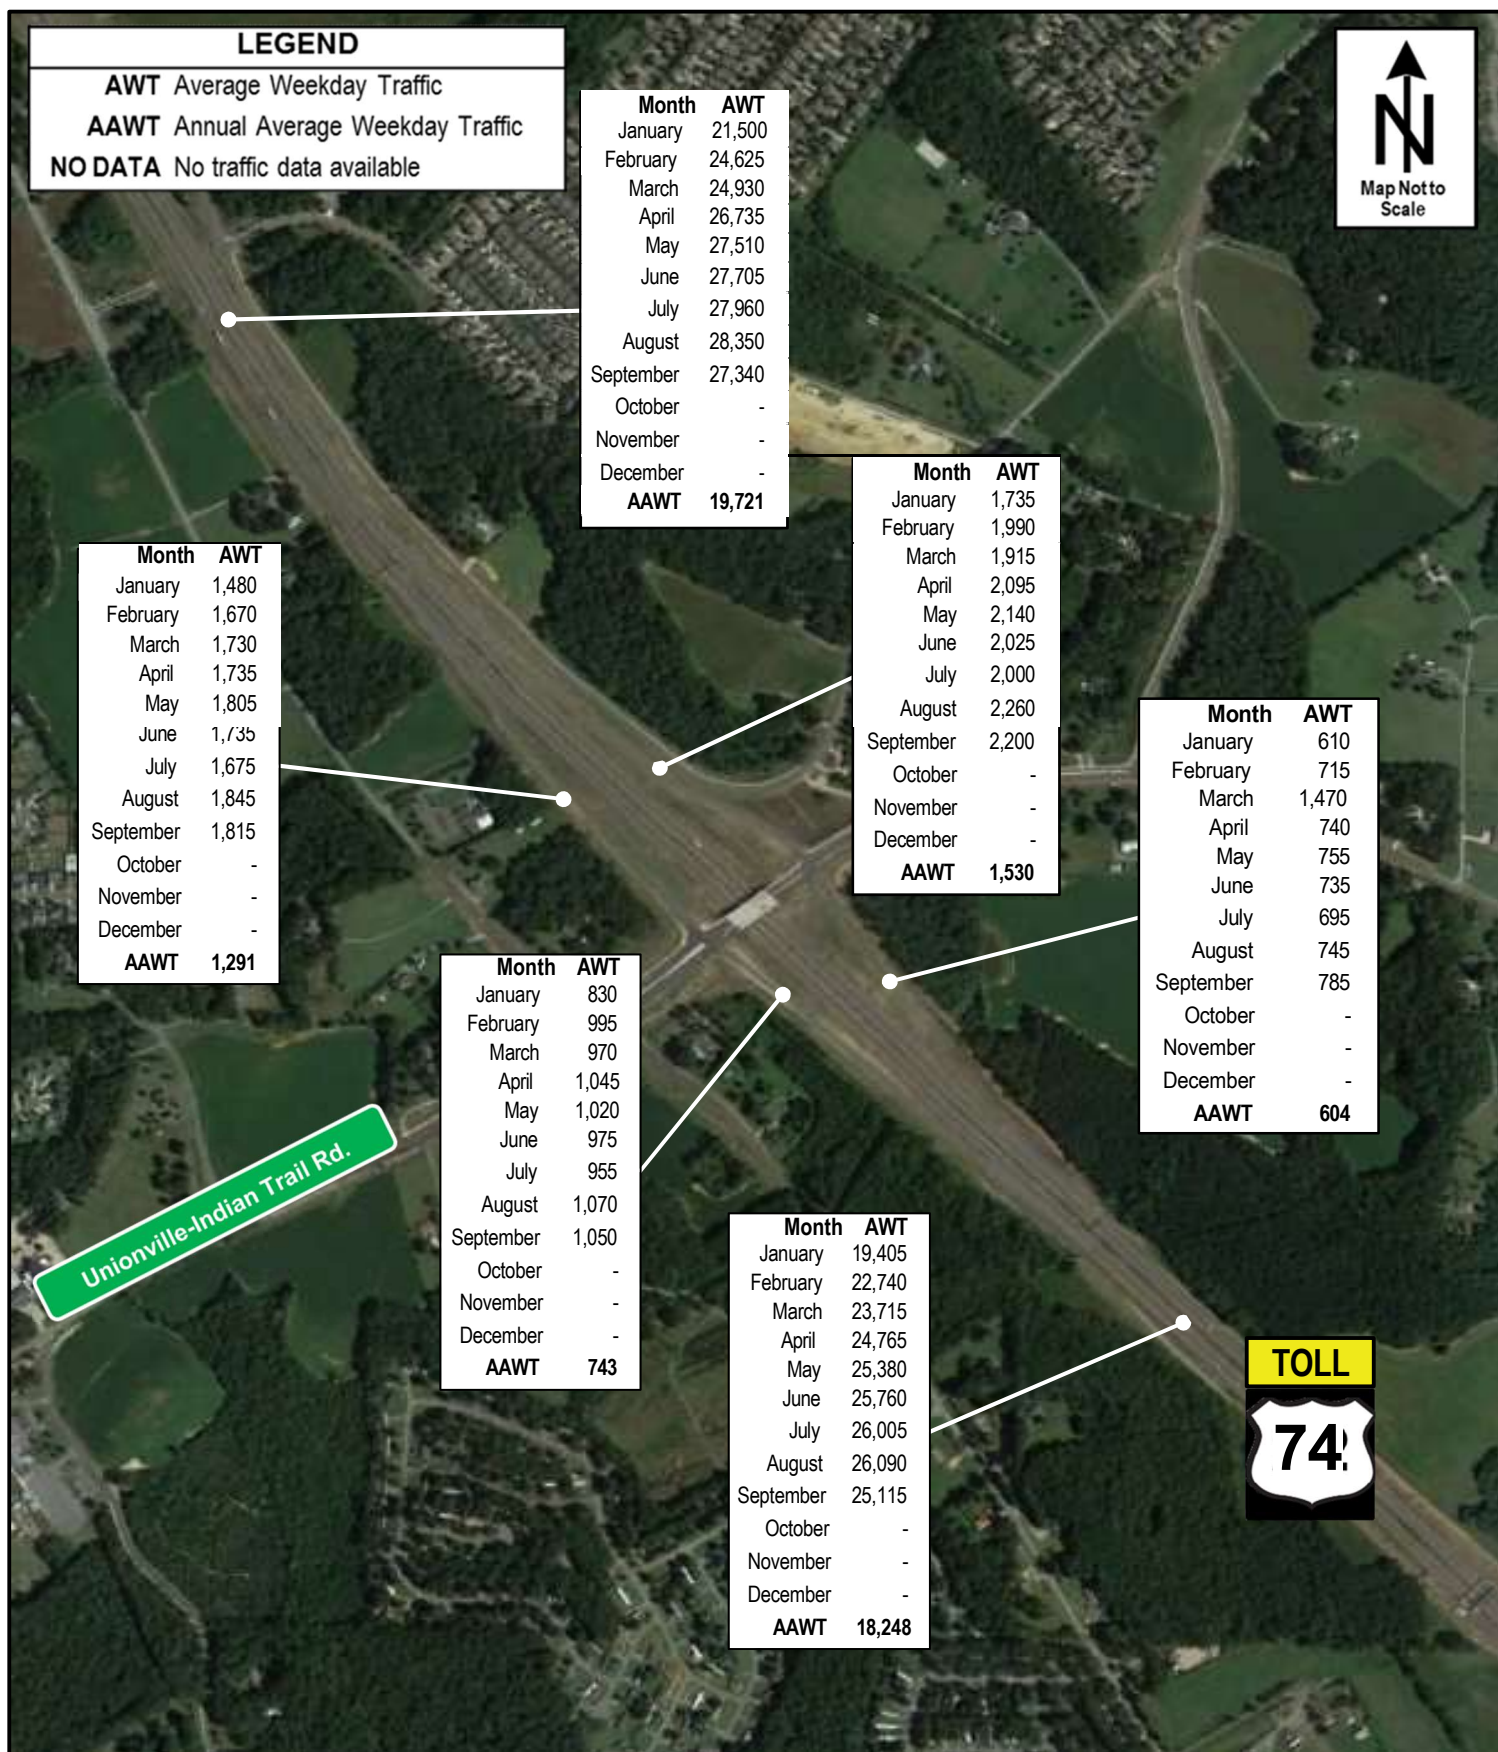 LEGEND
AWT Average Weekday Traffic
AAWT Annual Average Weekday Traffic
NO DATA No traffic data available
N
Map Not to
Scale
Month AWT
January 21,500
February 24,625
March 24,930
April 26,735
May 27,510
June 27,705
July 27,960
August 28,350
September 27,340
October -
November -
December -
AAWT 19,721
Month AWT
January 1,735
February 1,990
March 1,915
April 2,095
May 2,140
June 2,025
July 2,000
August 2,260
September 2,200
October -
November -
December -
AAWT 1,530
Month AWT
January 1,480
February 1,670
March 1,730
April 1,735
May 1,805
June 1,735
July 1,675
August 1,845
September 1,815
October -
November -
December -
AAWT 1,291
Month AWT
January 610
February 715
March 1,470
April 740
May 755
June 735
July 695
August 745
September 785
October -
November -
December -
AAWT 604
Month AWT
January 830
February 995
March 970
April 1,045
May 1,020
June 975
July 955
August 1,070
September 1,050
October -
November -
December -
AAWT 743
Unionville-Indian Trail Rd.
Month AWT
January 19,405
February 22,740
March 23,715
April 24,765
May 25,380
June 25,760
July 26,005
August 26,090
September 25,115
October -
November -
December -
AAWT 18,248
TOLL
74